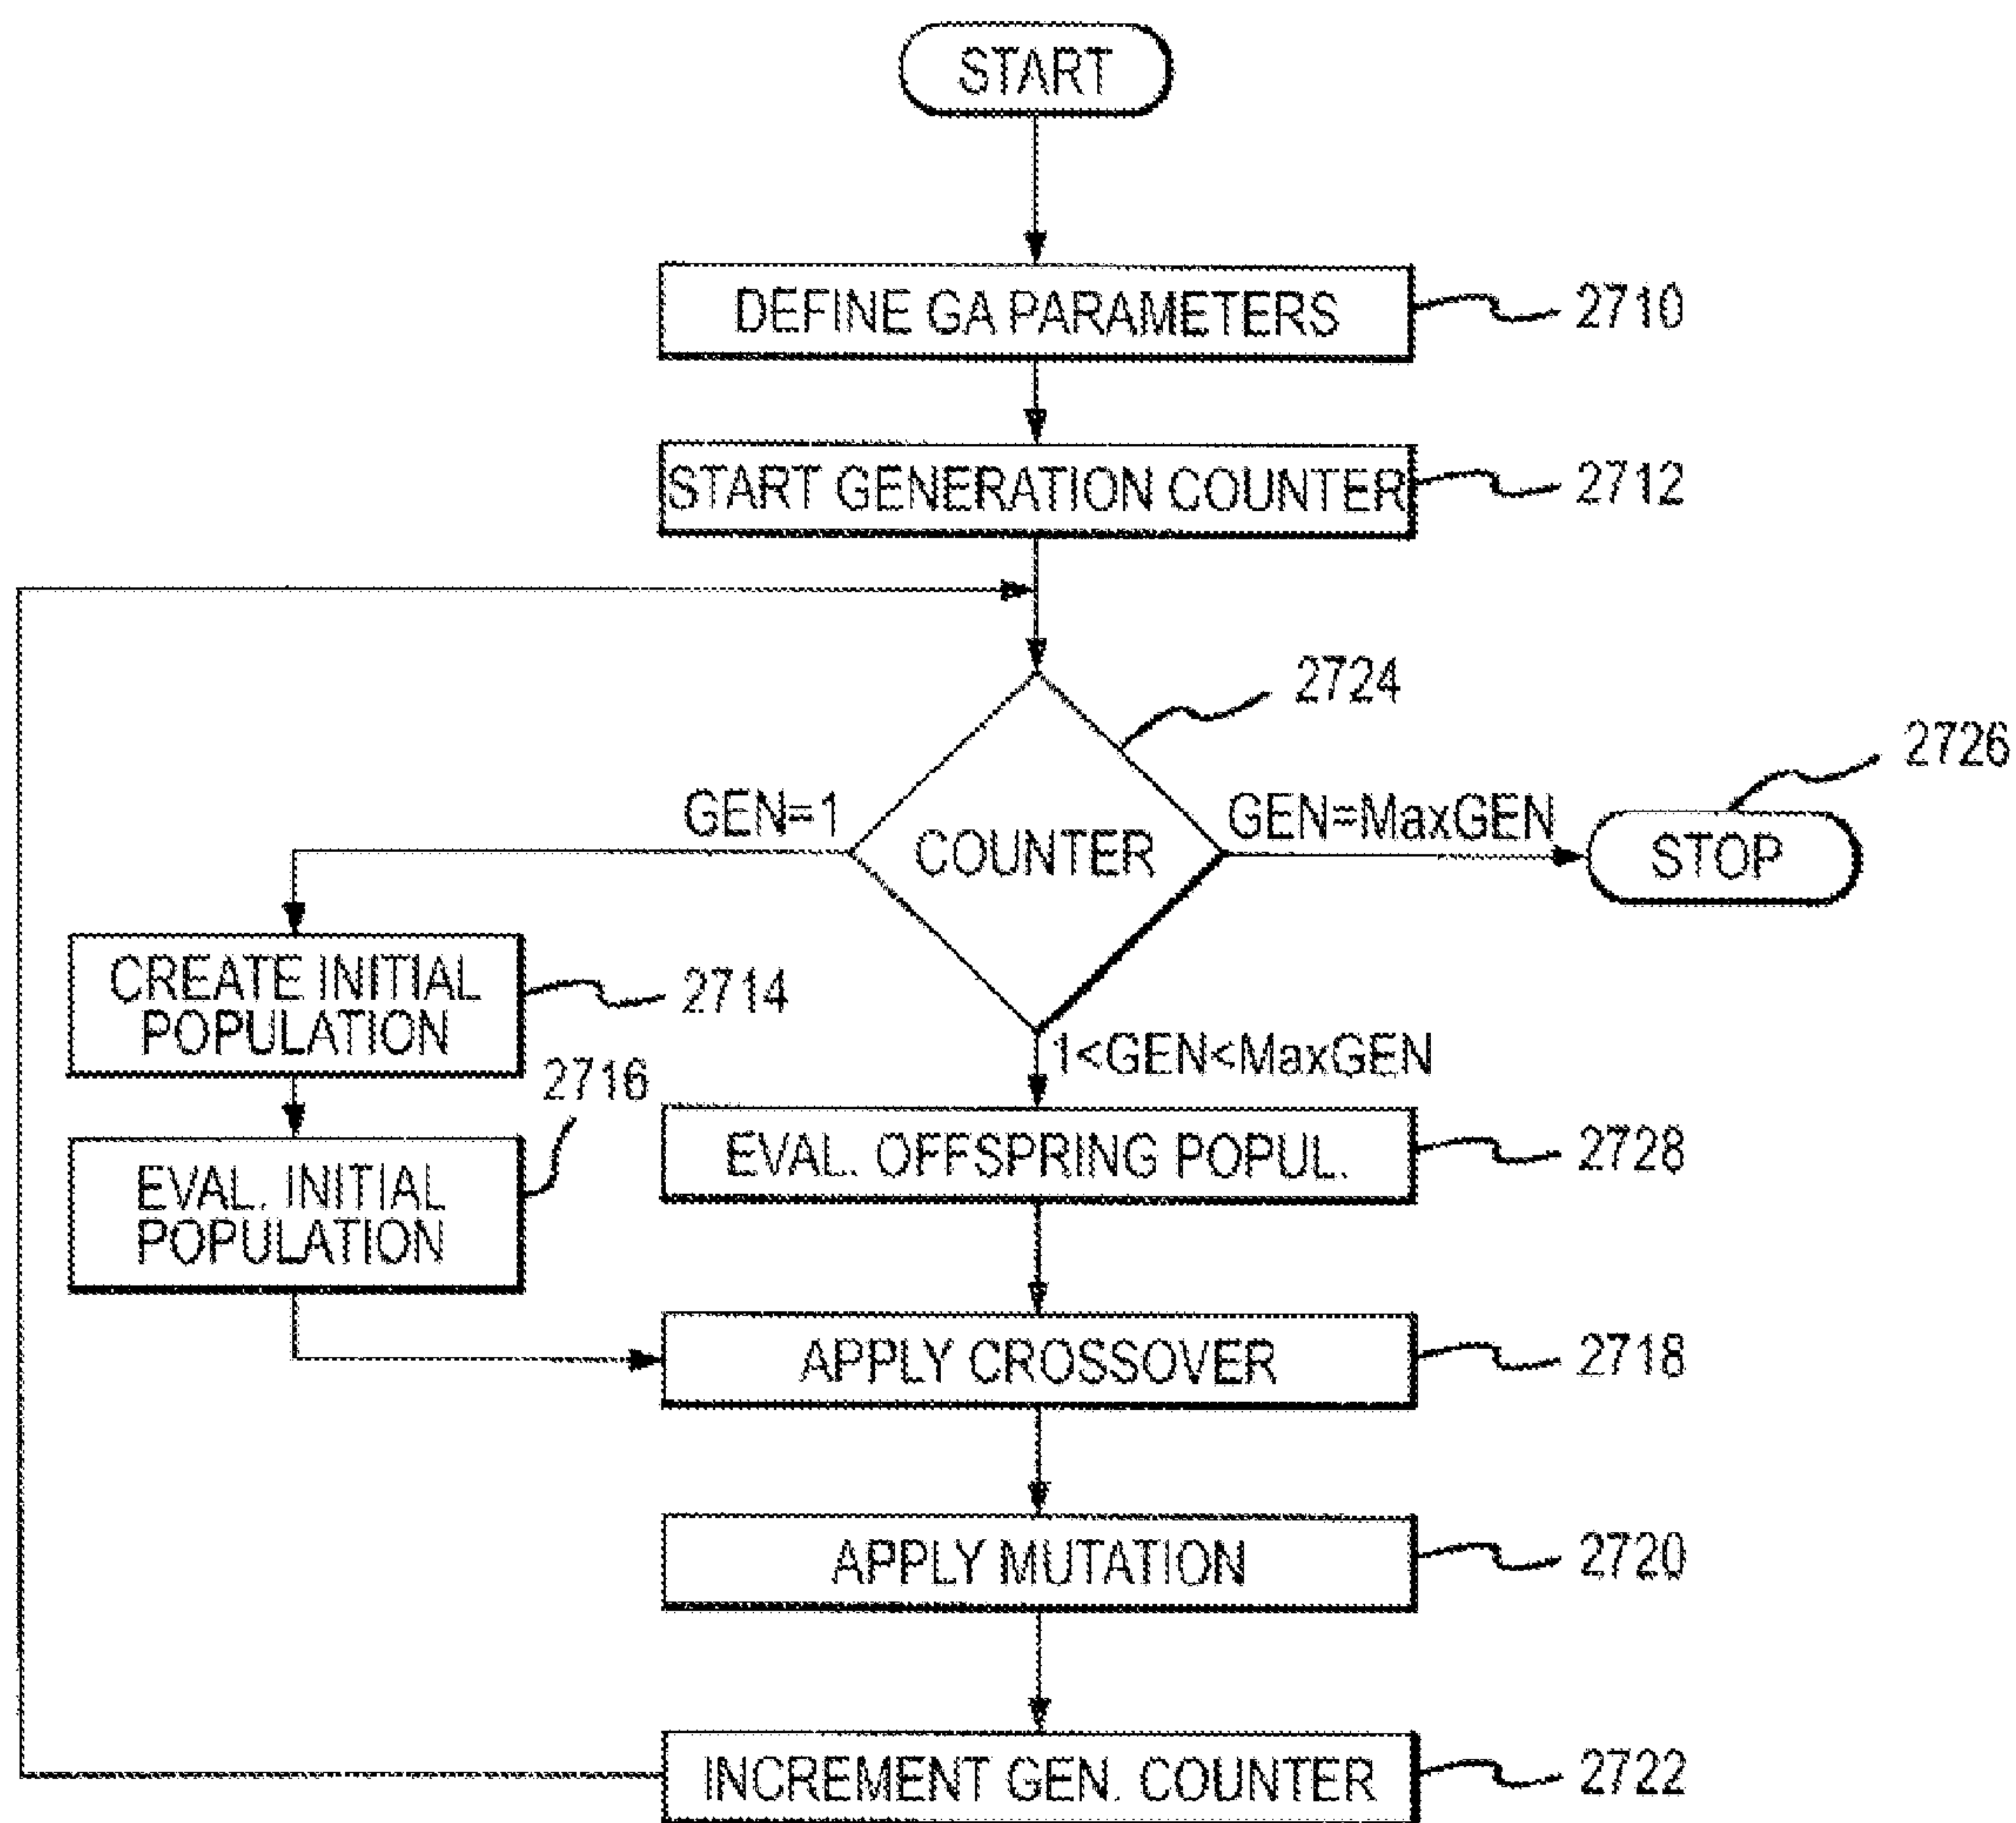 START
DEFINE GA PARAMETERS
2710
START GENERATION COUNTER
2712
2724
2726
GEN=1
COUNTER
GEN=MaxGEN
STOP
CREATE INITIAL
POPULATION
2714
1<GEN<MaxGEN
2716
EVAL. INITIAL
POPULATION
EVAL. OFFSPRING POPUL.
2728
APPLY CROSSOVER
2718
APPLY MUTATION
2720
INCREMENT GEN. COUNTER
2722